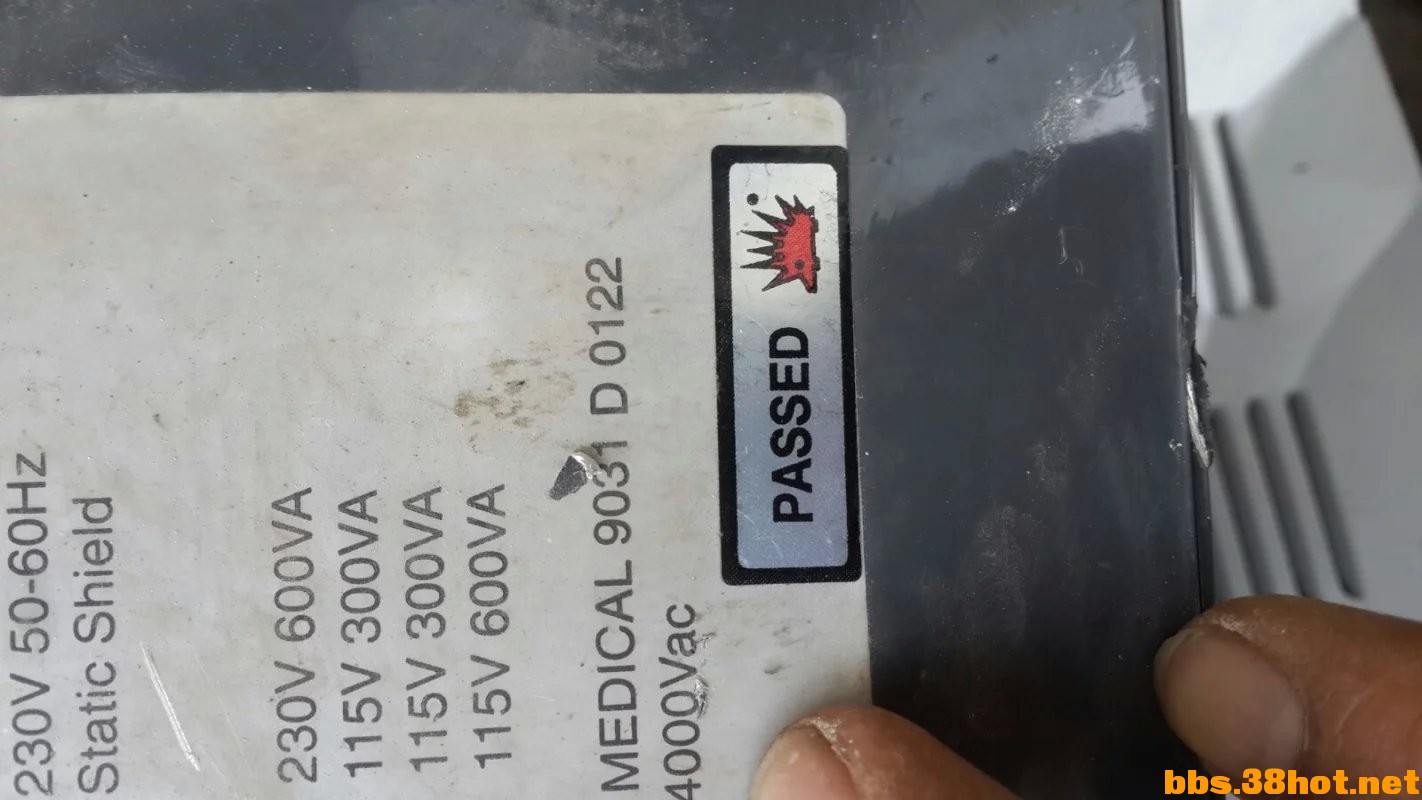 230V 50-60Hz
Static Shield
230V 600VA
115V 300VA
115V 300VA
115V 600VA
MEDICAL 9031 D 0122
4000Vac
PASSED
bbs.38hot.net